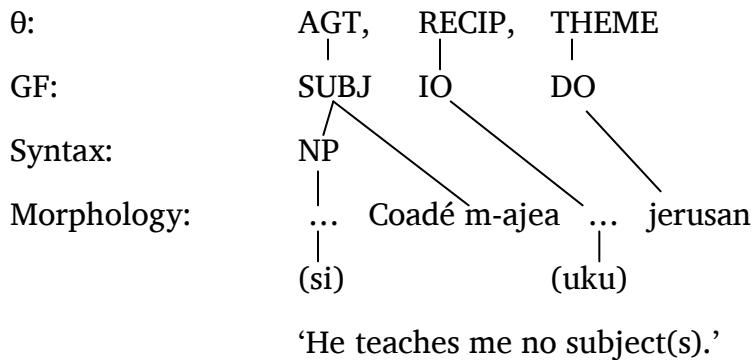 θ: AGT, RECIP, THEME
GF: SUBJ IO DO
Syntax: NP
Morphology: … Coadé m-ajea … jerusan
(si) (uku)
‘He teaches me no subject(s).’